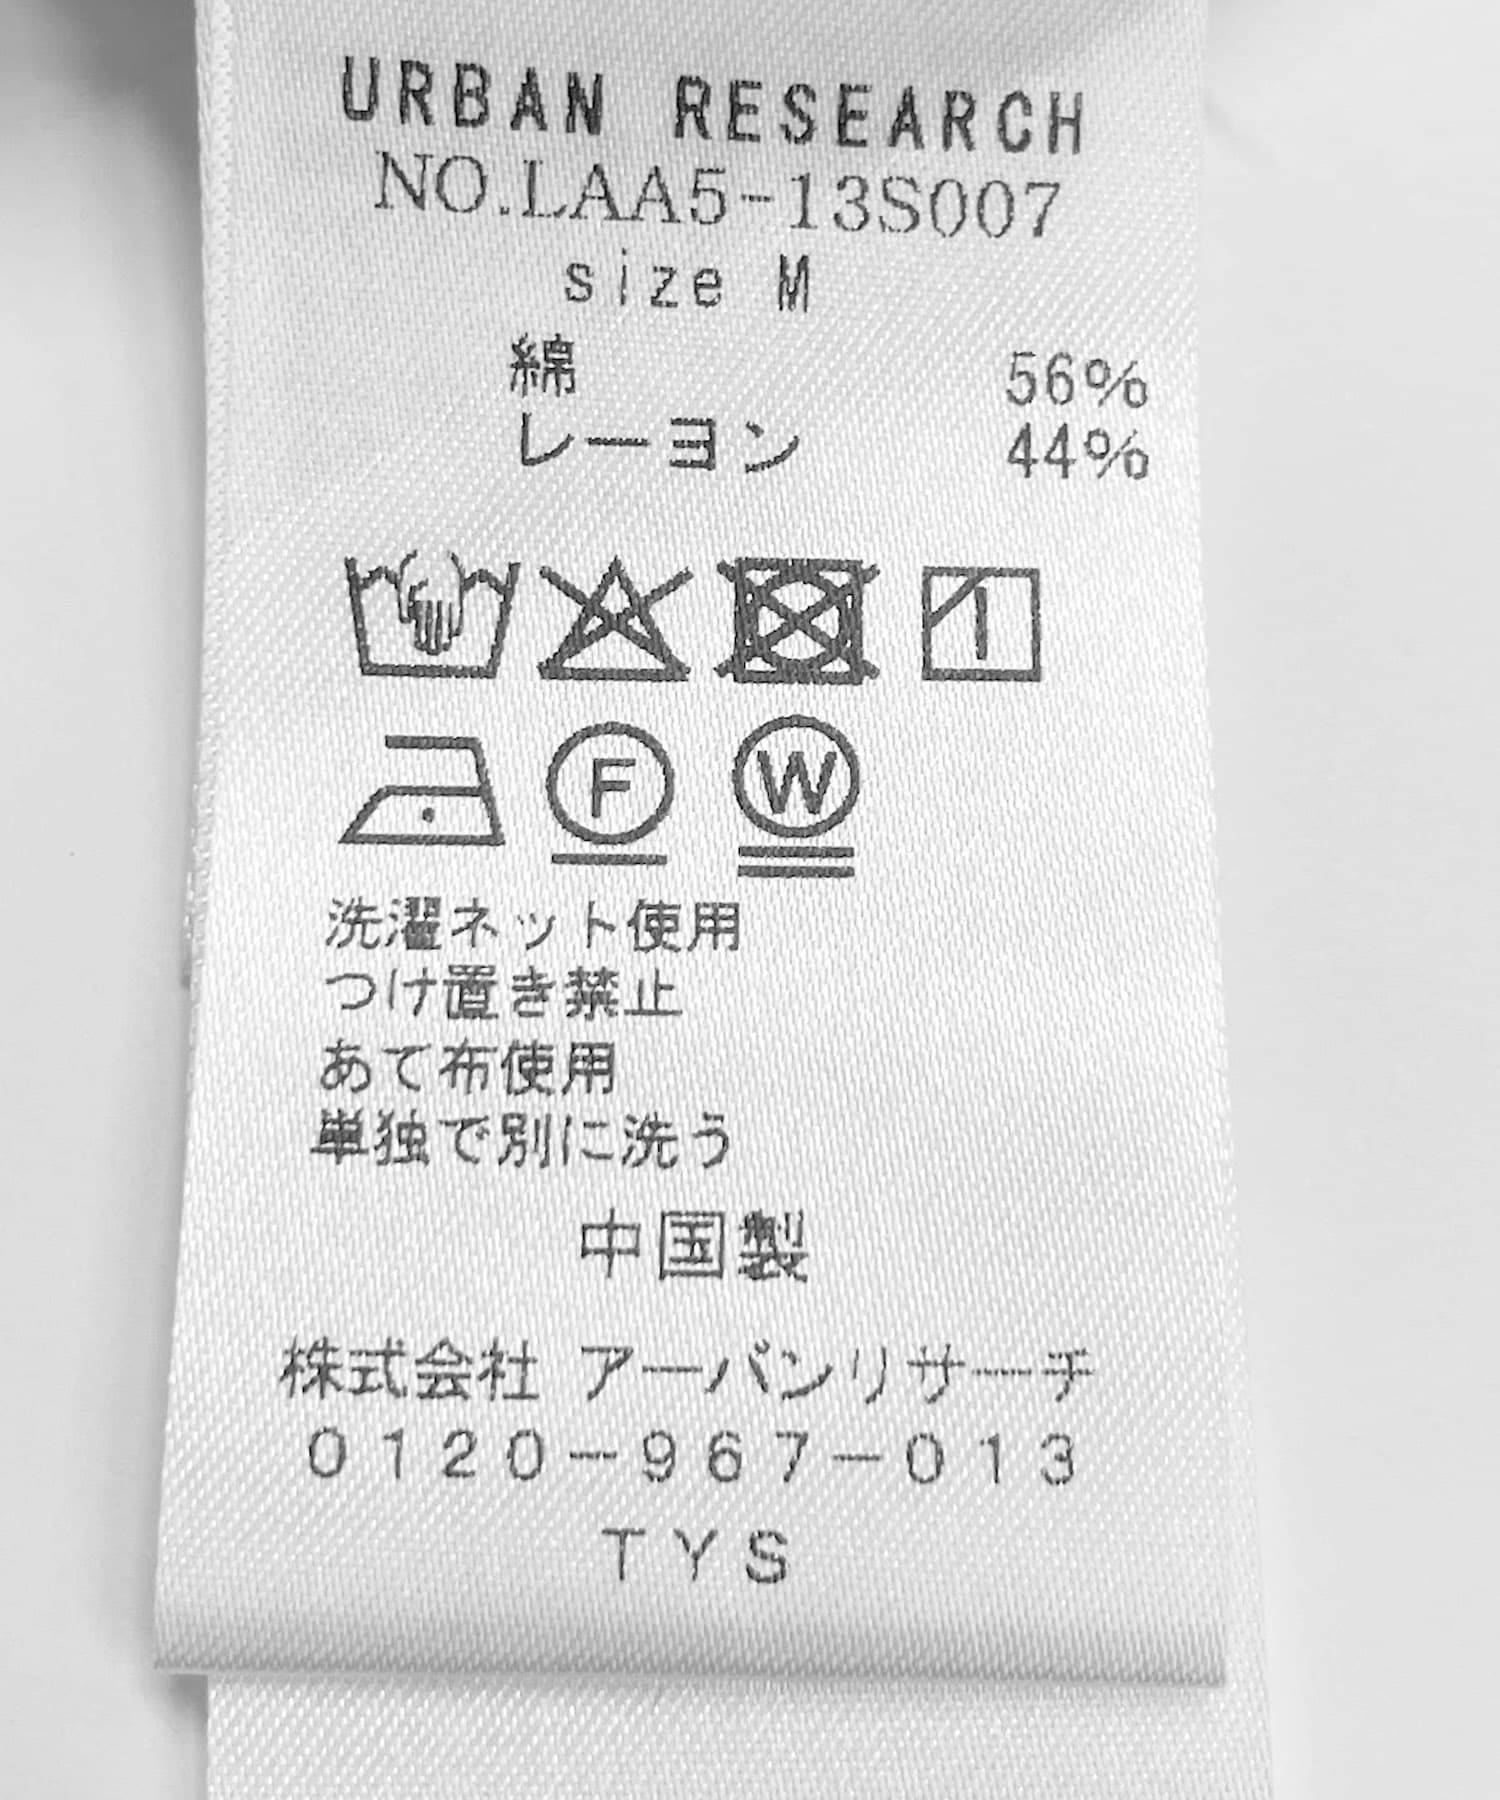 URBAN RESEARCH
NO.LAA5-13S007
size M
綿 56%
レーヨン 44%
F W
洗濯ネット使用
つけ置き禁止
あて布使用
単独で別に洗う
中国製
株式会社 アーバンリサーチ
0120-967-013
TYS